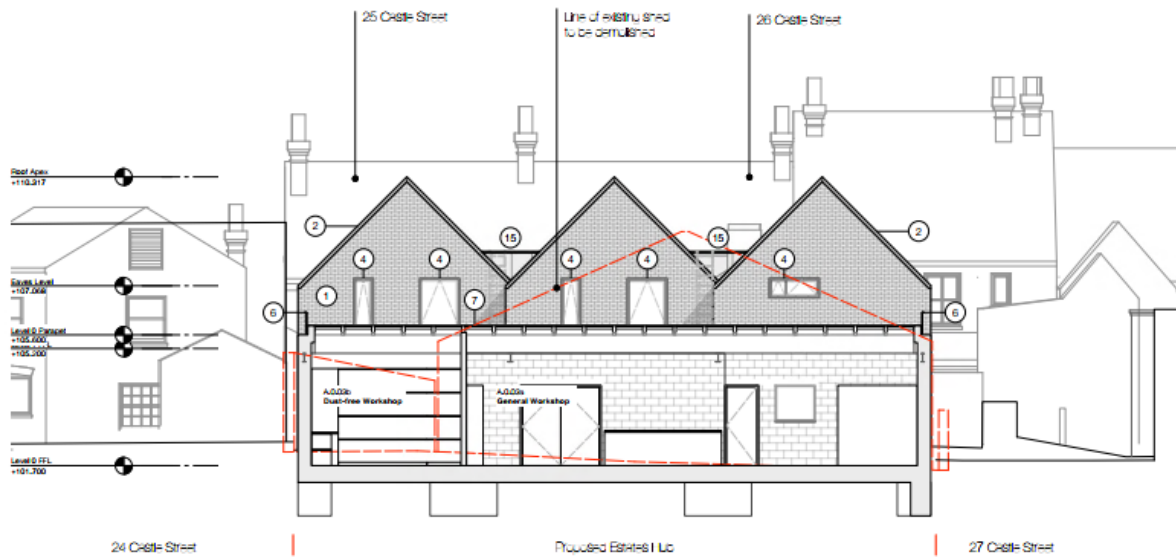 25 Castle Street
Line of existing shed
to be demolished
26 Castle Street
Roof Apex
+110.317
2
15
15
2
4
4
4
4
4
Eaves Level
+107.068
1
7
6
6
Level 0 Parapet
+105.600
+105.200
A.0.03b
Dust-free Workshop
A.0.03a
General Workshop
Level 0 FFL
+101.700
24 Castle Street
Proposed Estates Hub
27 Castle Street